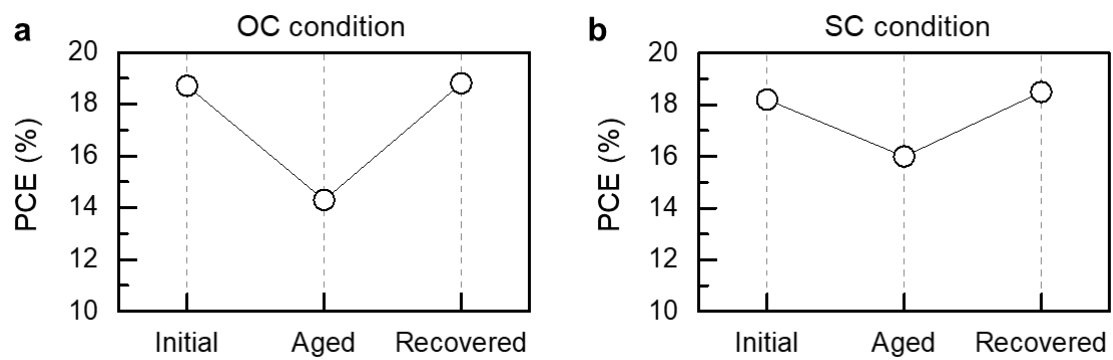 a
OC condition
PCE (%)
20
18
16
14
12
10
Initial
Aged
Recovered
b
SC condition
PCE (%)
20
18
16
14
12
10
Initial
Aged
Recovered